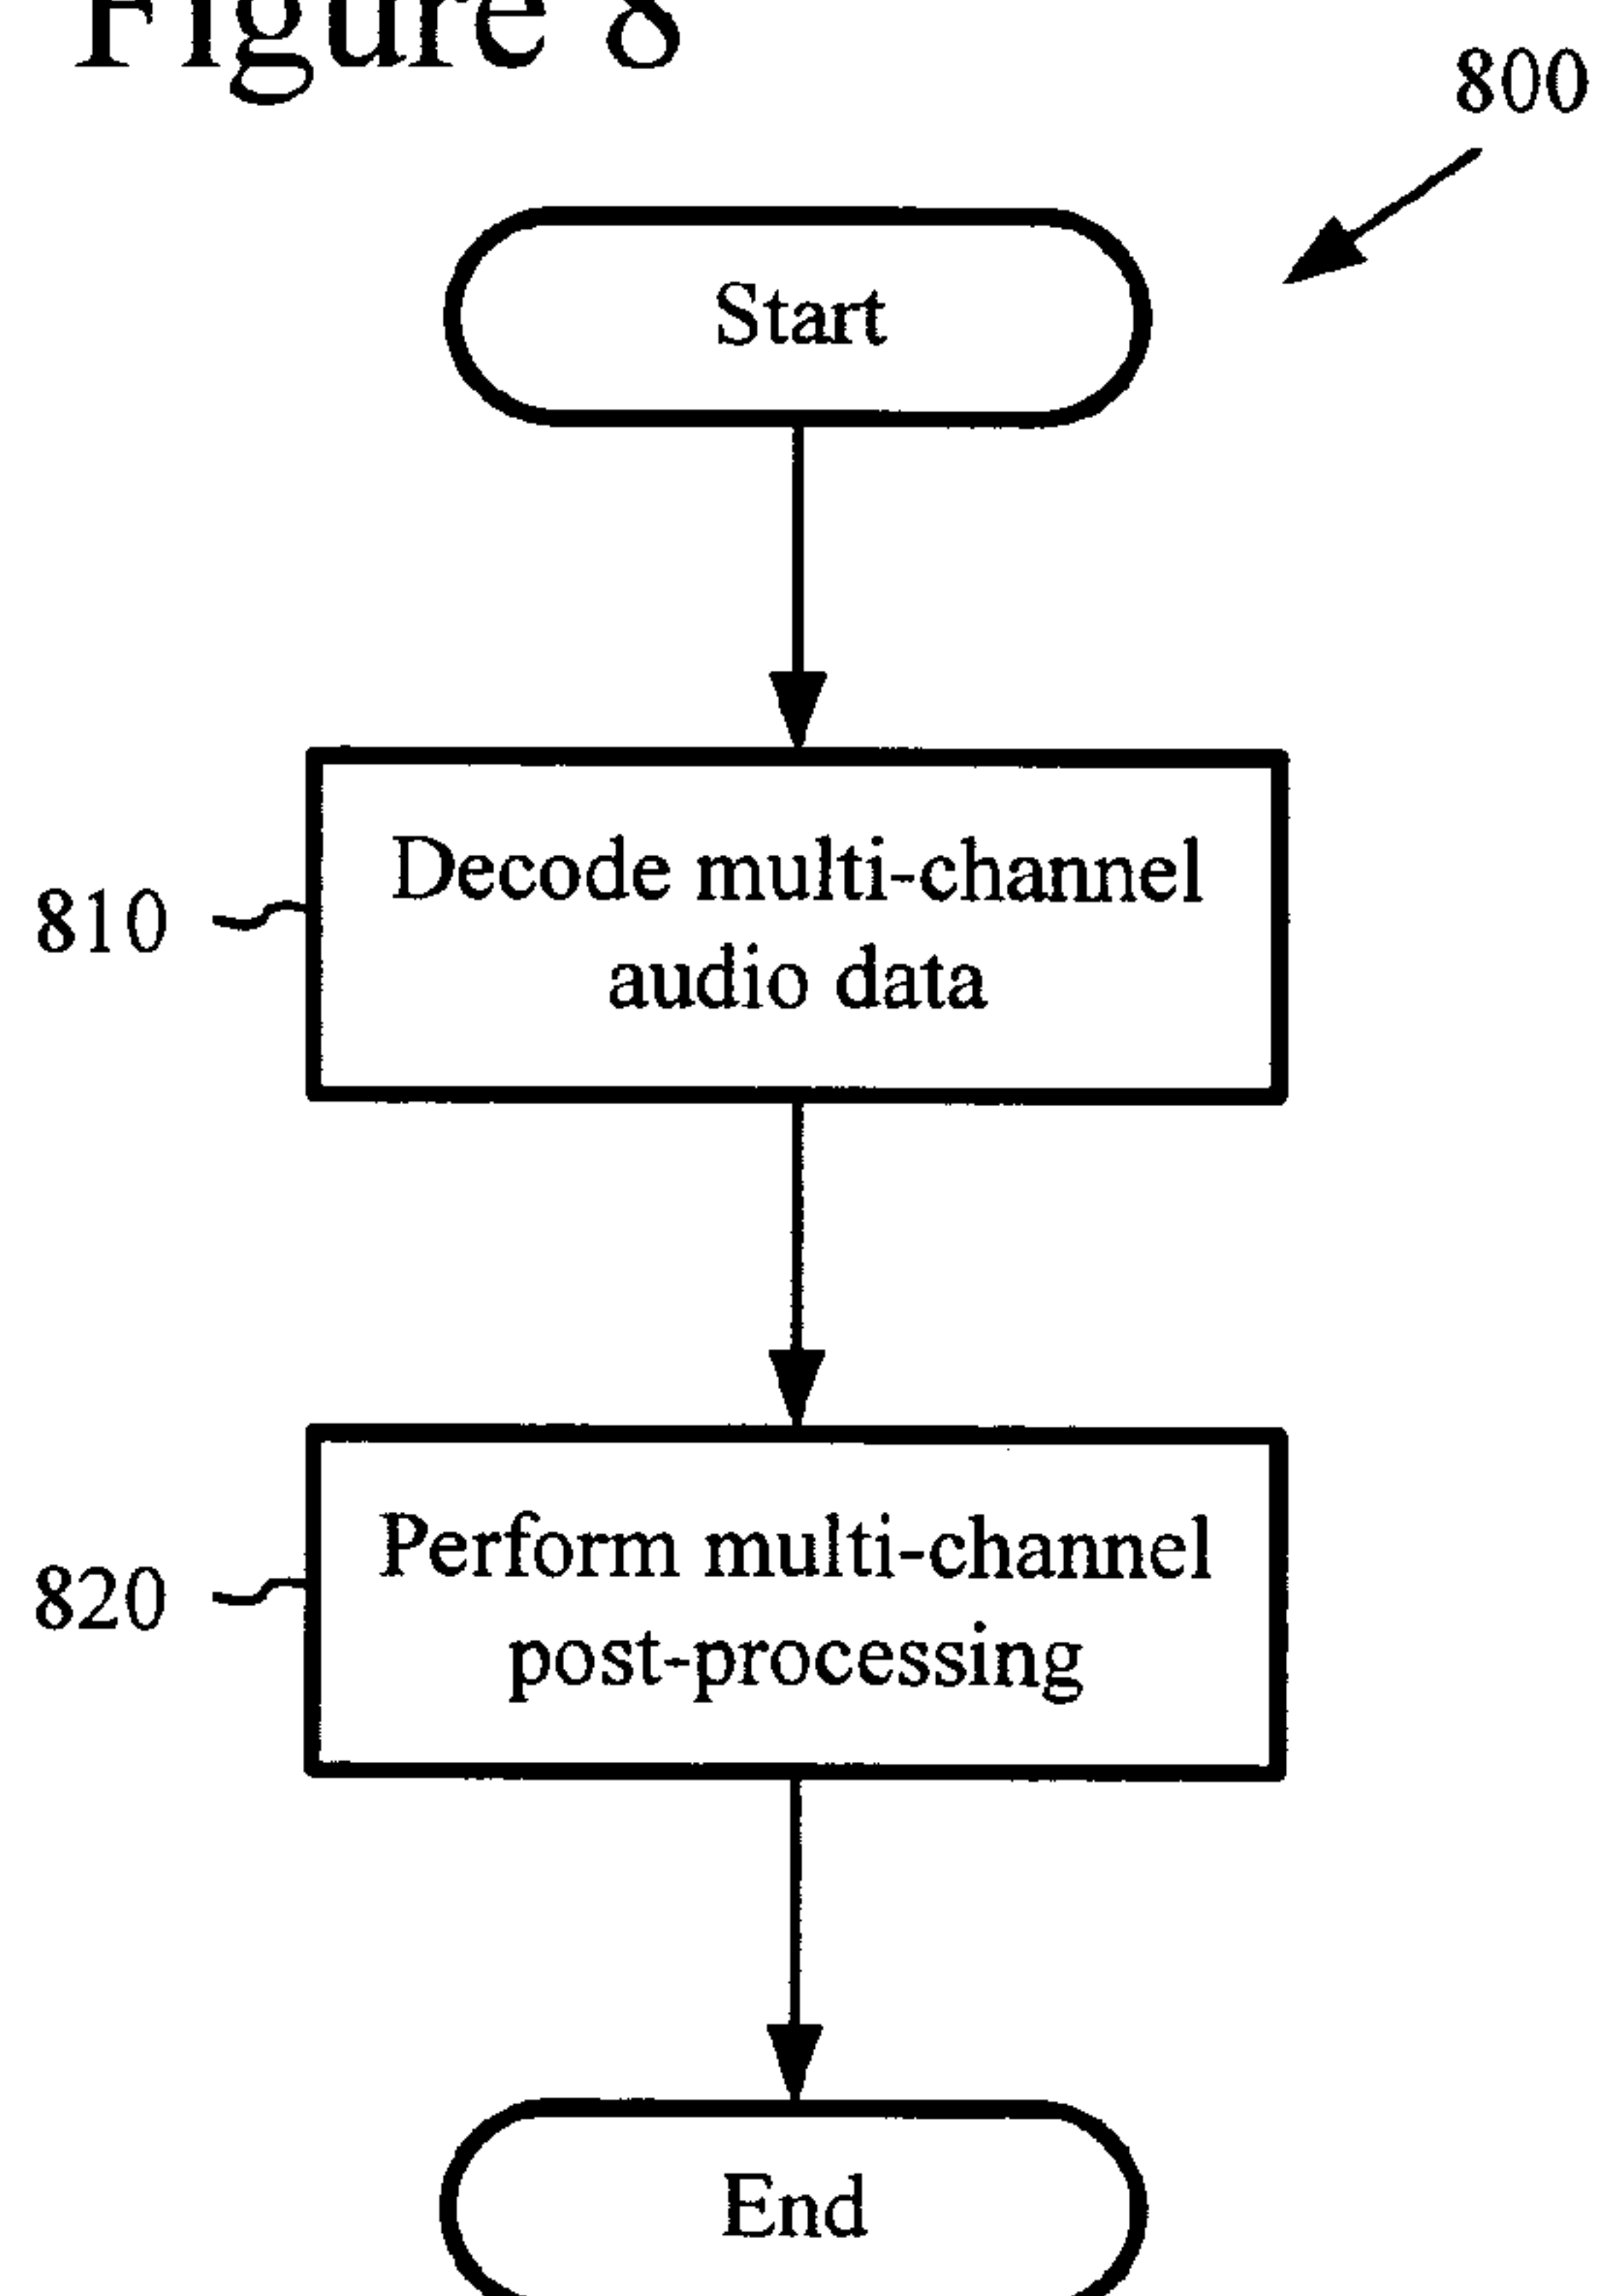 Figure 8
800
Start
810
Decode multi-channel
audio data
820
Perform multi-channel
post-processing
End